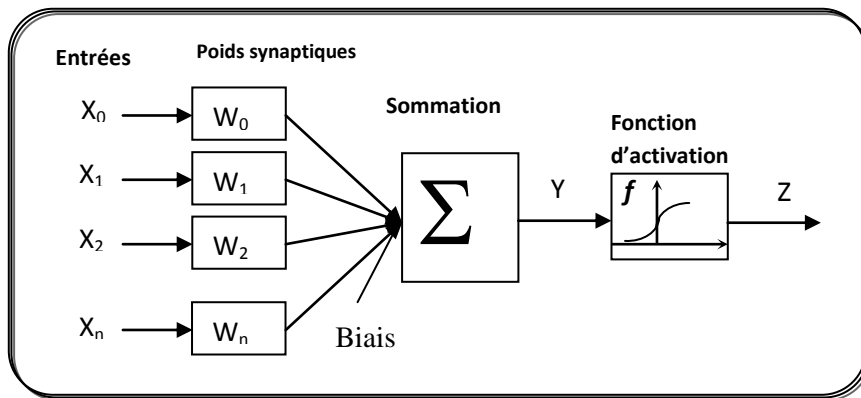 Entrées
Poids synaptiques
Sommation
Fonction
d'activation
X₀
W₀
X₁
W₁
X₂
W₂
Xₙ
Wₙ
Biais
Σ
Y
f
Z